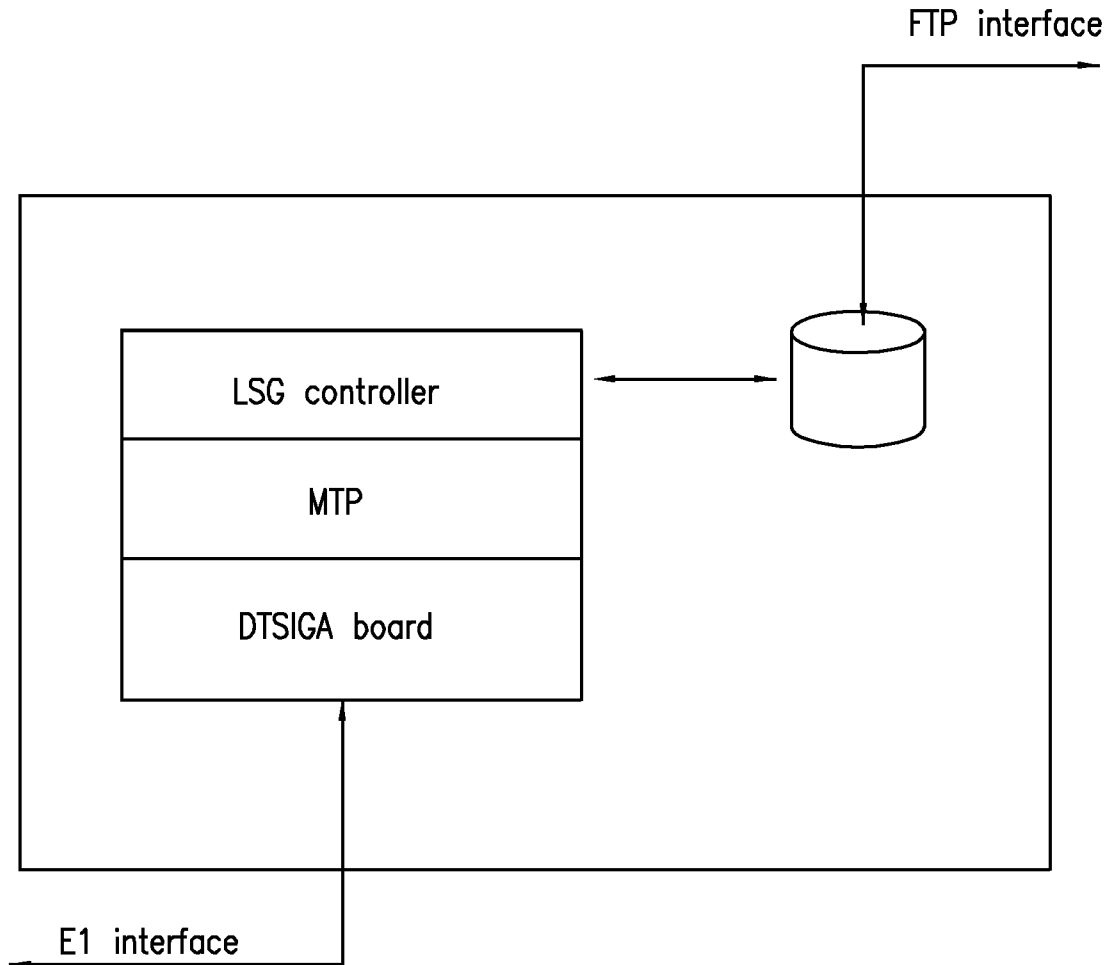 FTP interface
LSG controller
MTP
DTSIGA board
E1 interface